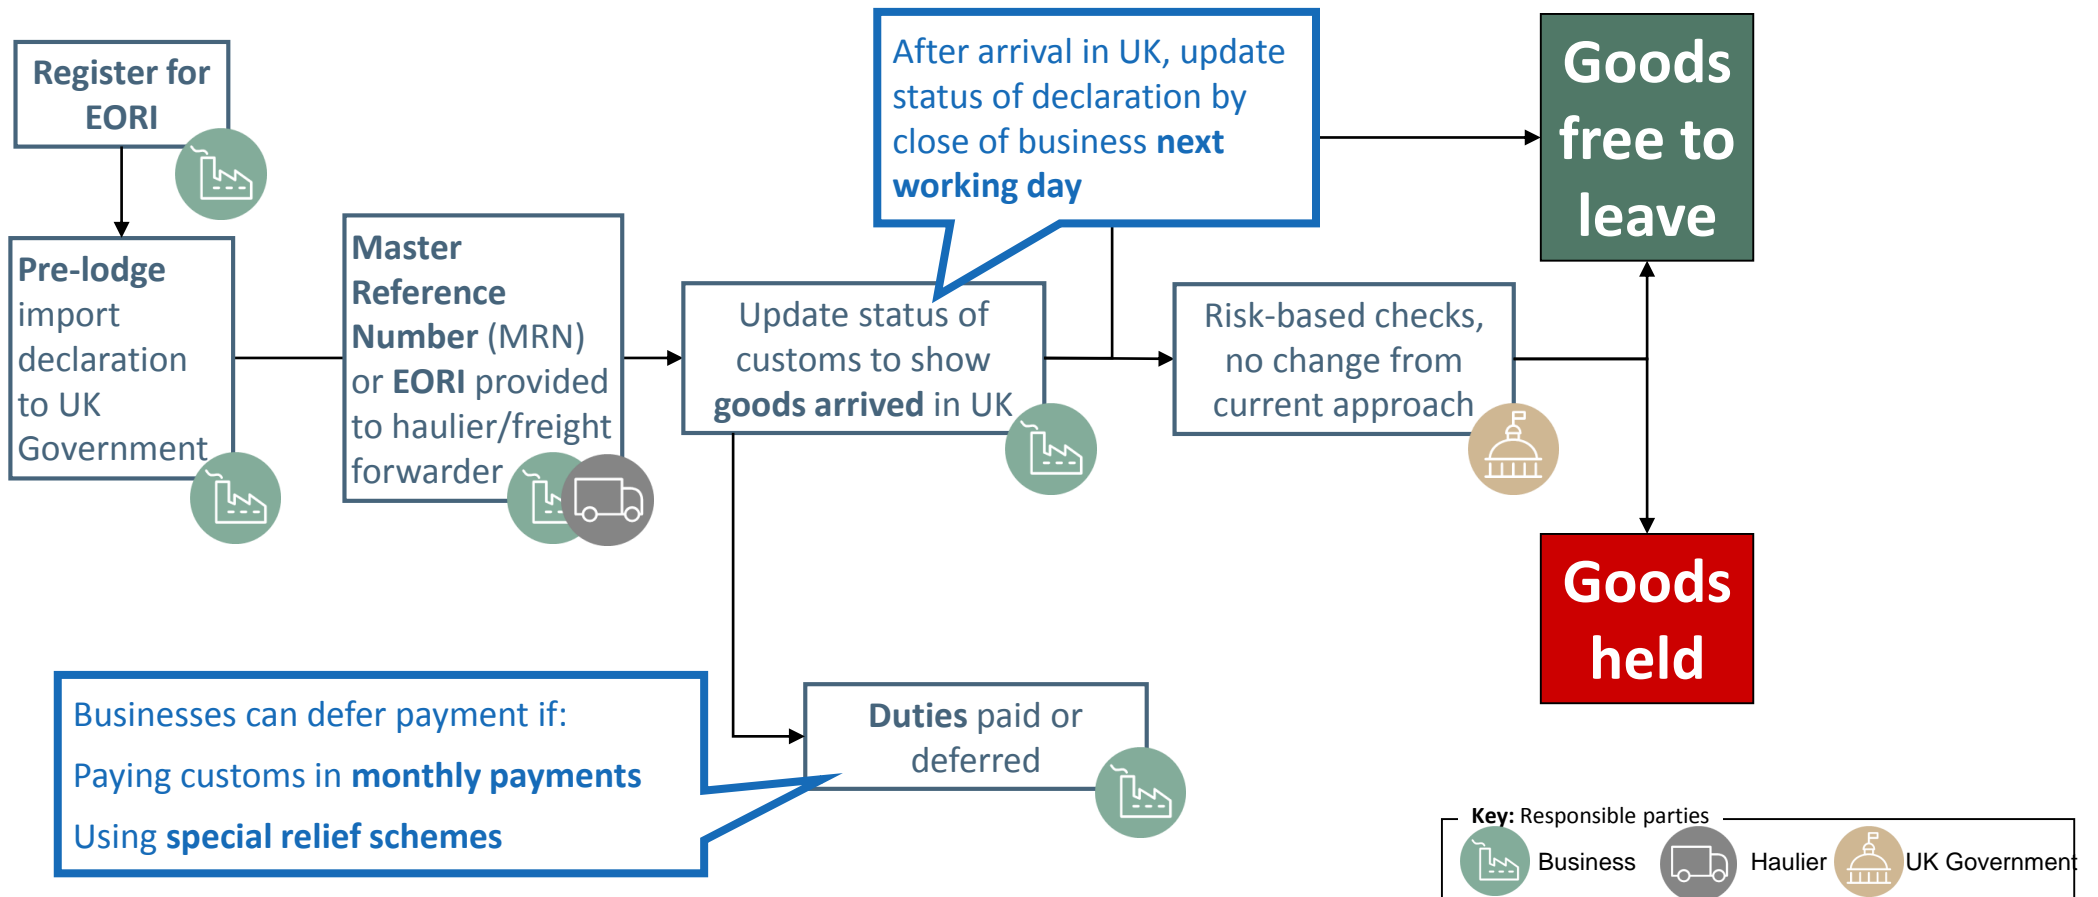 Register for
EORI
Pre-lodge
import
declaration
to UK
Government
Master
Reference
Number (MRN)
or EORI provided
to haulier/freight
forwarder
After arrival in UK, update
status of declaration by
close of business next
working day
Update status of
customs to show
goods arrived in UK
Risk-based checks,
no change from
current approach
Goods
free to
leave
Goods
held
Businesses can defer payment if:
Paying customs in monthly payments
Using special relief schemes
Duties paid or
deferred
Key: Responsible parties
Business
Haulier
UK Government